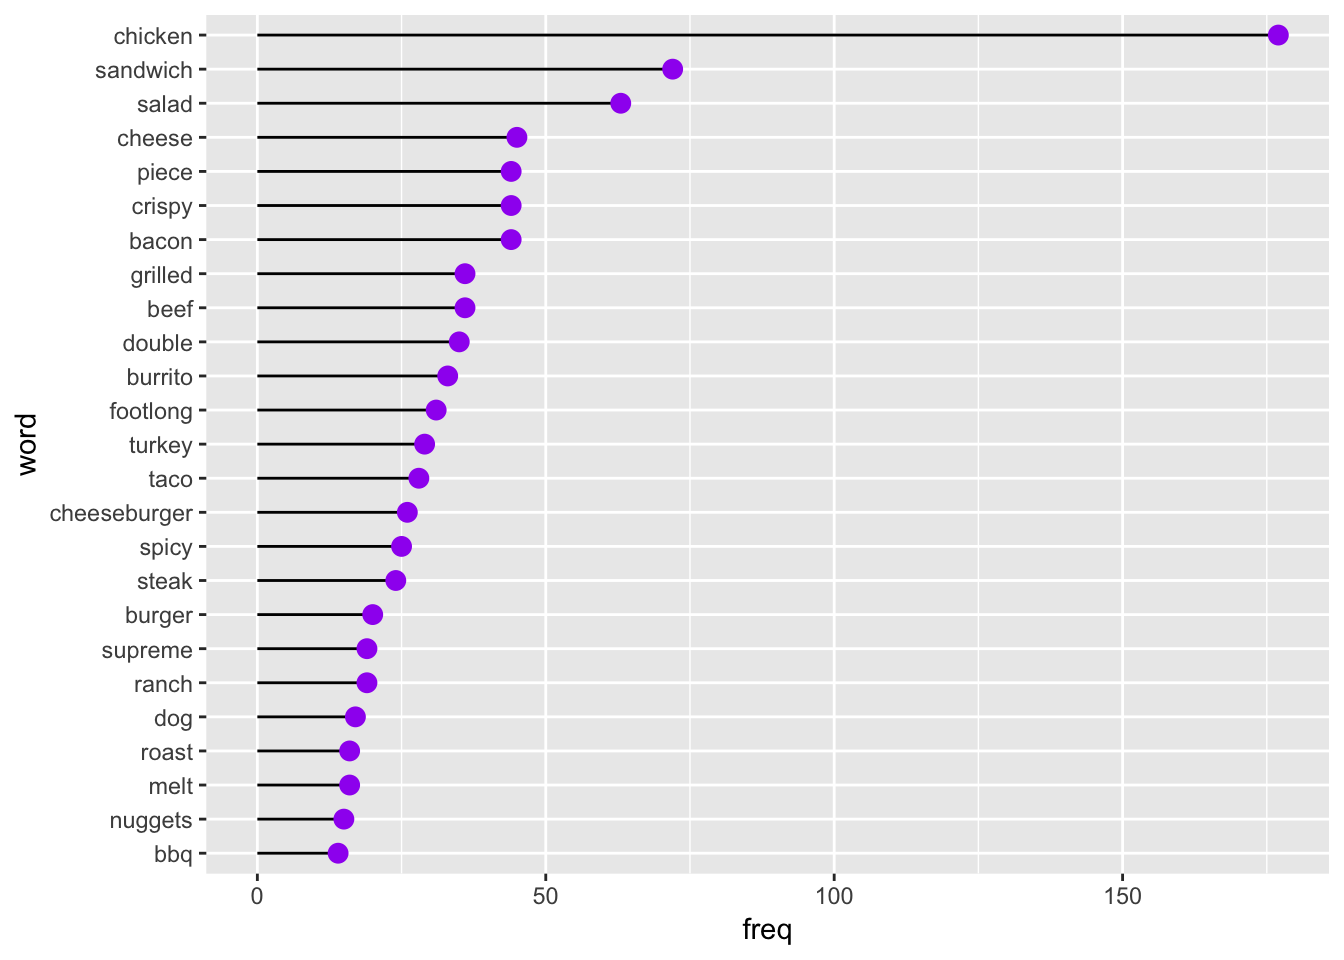 chicken
sandwich
salad
cheese
piece
crispy
bacon
grilled
beef
double
burrito
footlong
turkey
taco
cheeseburger
spicy
steak
burger
supreme
ranch
dog
roast
melt
nuggets
bbq
word
0 50 100 150
freq